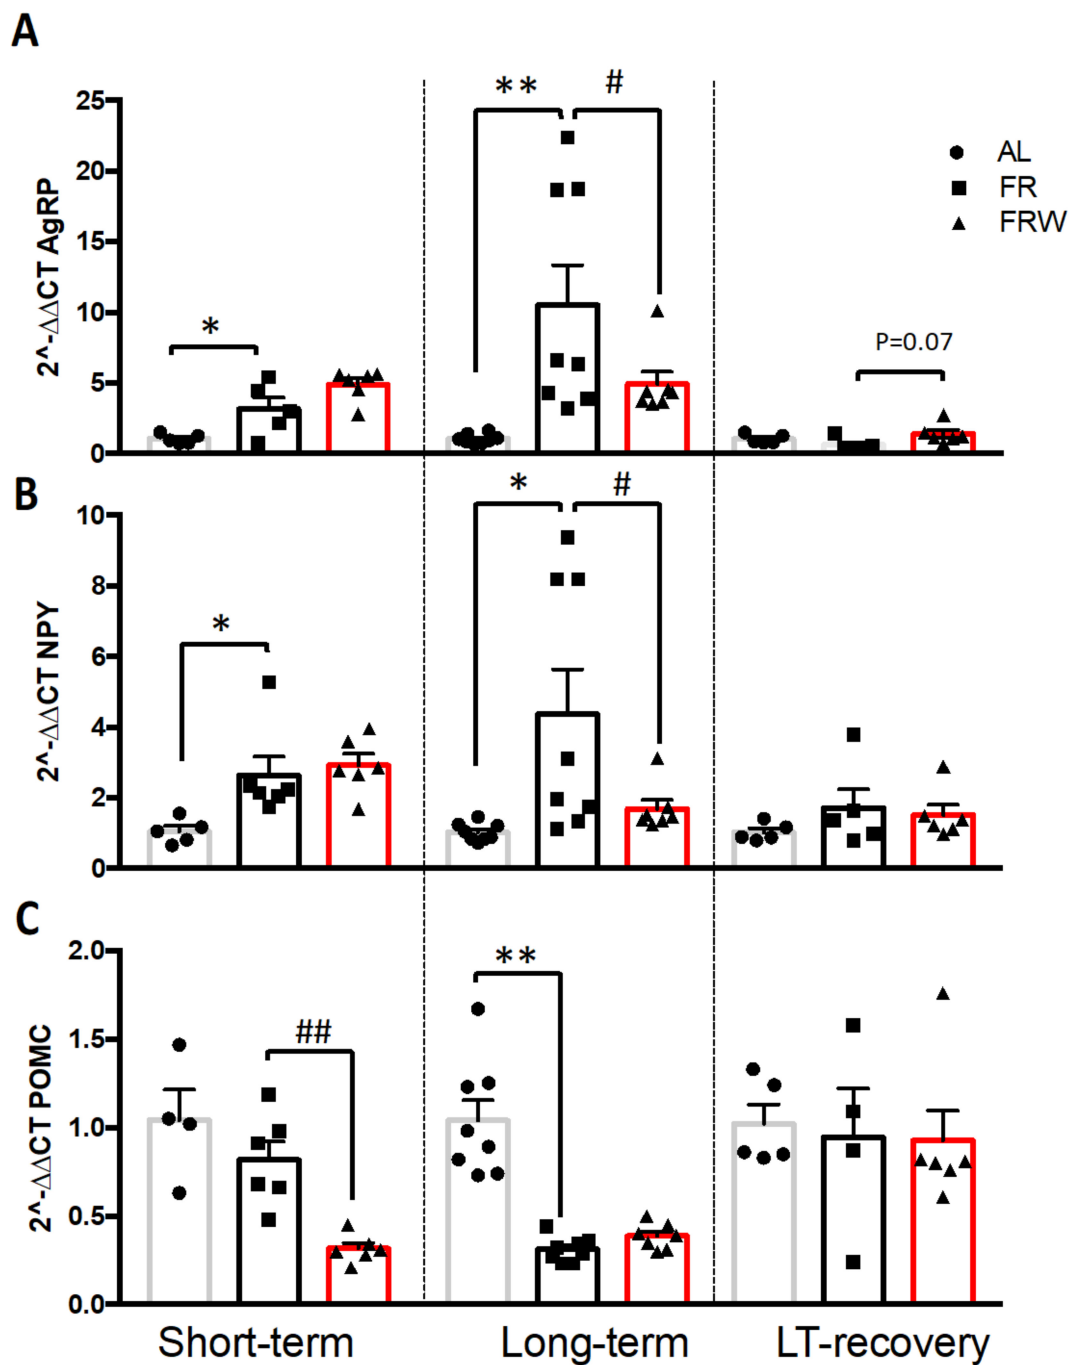 A
** #
25
20
15
10
5
0
2^-ΔΔCT AgRP
*
AL
FR
FRW
P=0.07
B
* #
10
8
6
4
2
0
2^-ΔΔCT NPY
*
C
**
2.0
1.5
1.0
0.5
0.0
2^-ΔΔCT POMC
##
Short-term Long-term LT-recovery